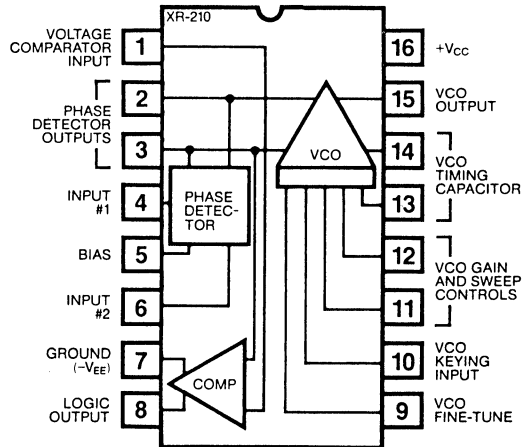 XR-210
VOLTAGE
COMPARATOR
INPUT
1
PHASE
DETECTOR
OUTPUTS
2
3
INPUT
#1
4
BIAS
5
INPUT
#2
6
GROUND
(–VEE)
7
LOGIC
OUTPUT
8
PHASE
DETEC-
TOR
VCO
COMP
16
+VCC
15
VCO
OUTPUT
14
13
VCO
TIMING
CAPACITOR
12
11
VCO GAIN
AND SWEEP
CONTROLS
10
VCO
KEYING
INPUT
9
VCO
FINE-TUNE